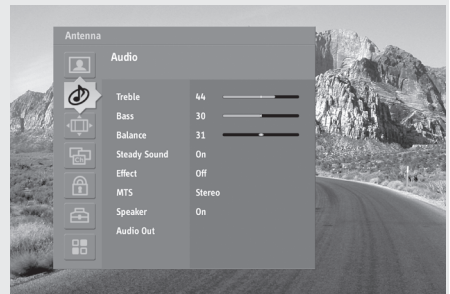 Antenna
Audio
Treble 44
Bass 30
Balance 31
Steady Sound On
Effect Off
MTS Stereo
Speaker On
Audio Out